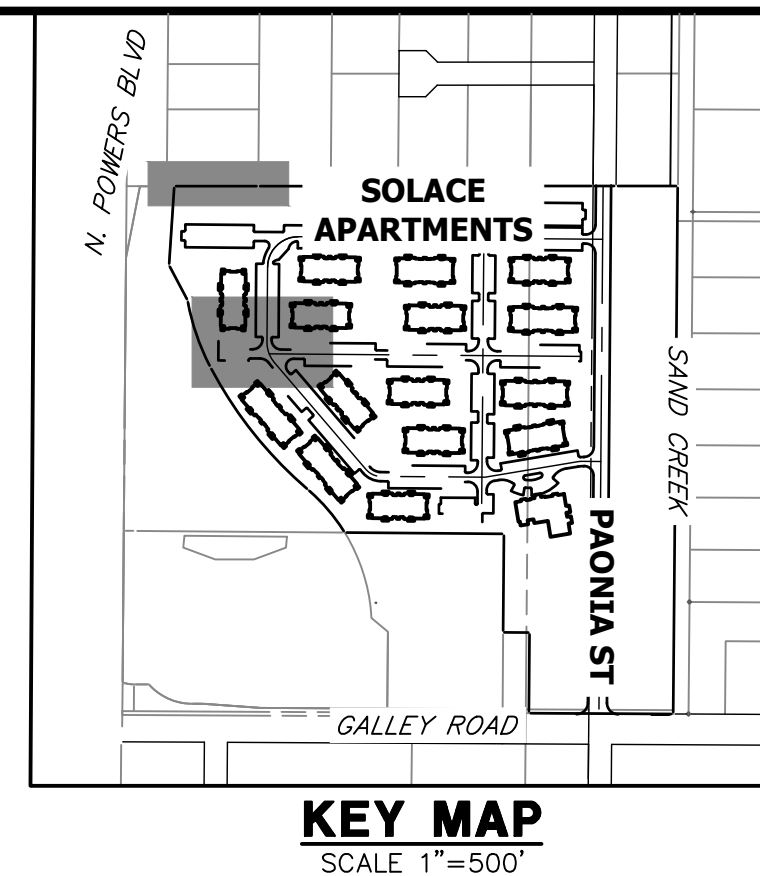 N. POWERS BLVD
SOLACE
APARTMENTS
SAND CREEK
PAONIA ST
GALLEY ROAD
KEY MAP
SCALE 1"=500'